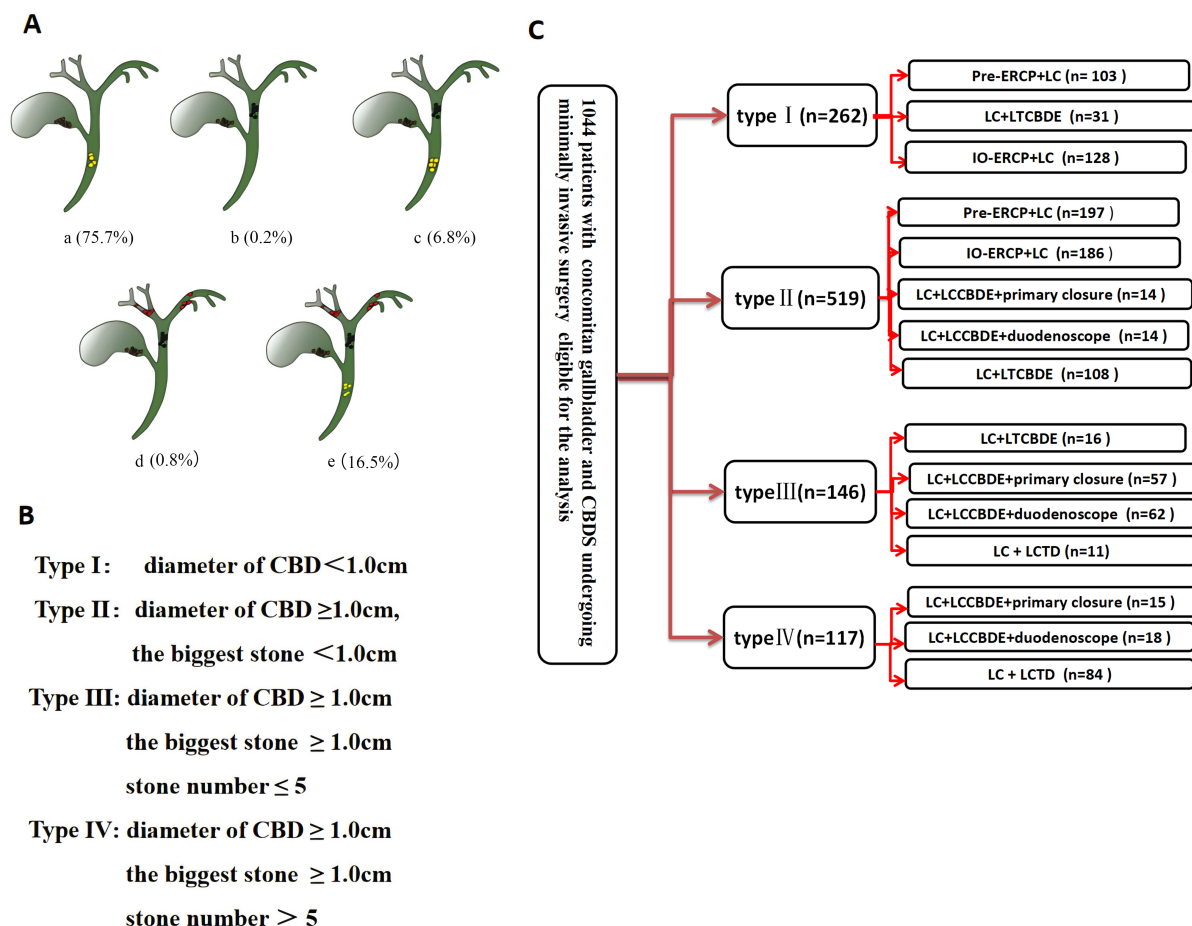 A
a (75.7%)
b (0.2%)
c (6.8%)
d (0.8%)
e (16.5%)
B
Type I: diameter of CBD <1.0cm
Type II: diameter of CBD ≥1.0cm,
the biggest stone <1.0cm
Type III: diameter of CBD ≥ 1.0cm
the biggest stone ≥ 1.0cm
stone number ≤ 5
Type IV: diameter of CBD ≥ 1.0cm
the biggest stone ≥ 1.0cm
stone number > 5
C
1044 patients with concomitan gallbladder and CBDS undergoing
minimally invasive surgery eligible for the analysis
type Ⅰ (n=262)
Pre-ERCP+LC (n= 103 )
LC+LTCBDE (n=31)
IO-ERCP+LC (n=128)
type Ⅱ (n=519)
Pre-ERCP+LC (n=197 )
IO-ERCP+LC (n=186 )
LC+LCCBDE+primary closure (n=14 )
LC+LCCBDE+duodenoscope (n=14 )
LC+LTCBDE (n=108)
type Ⅲ (n=146)
LC+LTCBDE (n=16)
LC+LCCBDE+primary closure (n=57 )
LC+LCCBDE+duodenoscope (n=62 )
LC + LCTD (n=11)
type Ⅳ (n=117)
LC+LCCBDE+primary closure (n=15 )
LC+LCCBDE+duodenoscope (n=18 )
LC + LCTD (n=84)